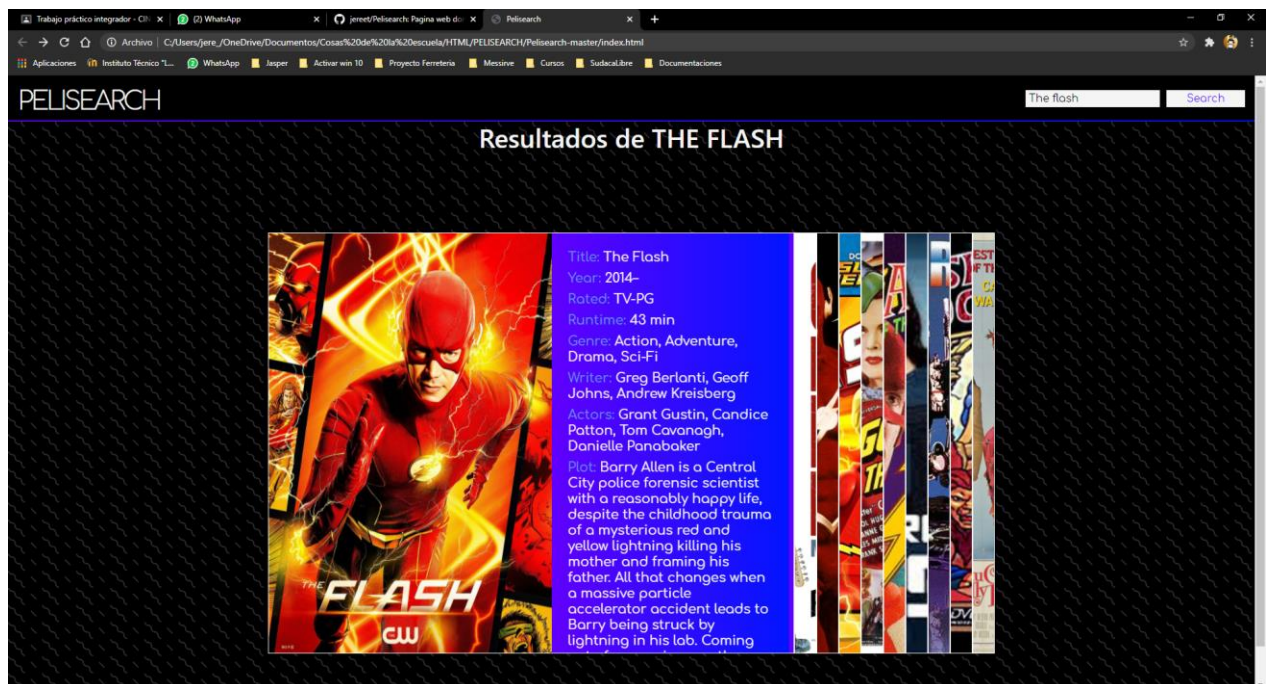 Trabajo práctico integrador - CIN
(2) WhatsApp
jereet/Pelisearch: Pagina web do
Pelisearch
Archivo
C:/Users/jere_/OneDrive/Documentos/Cosas%20de%20la%20escuela/HTML/PELISEARCH/Pelisearch-master/index.html
Aplicaciones
Instituto Técnico "L...
WhatsApp
Jasper
Activar win 10
Proyecto Ferreteria
Messirve
Cursos
SudacaLibre
Documentaciones
PELISEARCH
The flash
Search
Resultados de THE FLASH
Title: The Flash
Year: 2014–
Rated: TV-PG
Runtime: 43 min
Genre: Action, Adventure,
Drama, Sci-Fi
Writer: Greg Berlanti, Geoff
Johns, Andrew Kreisberg
Actors: Grant Gustin, Candice
Patton, Tom Cavanagh,
Danielle Panabaker
Plot: Barry Allen is a Central
City police forensic scientist
with a reasonably happy life,
despite the childhood trauma
of a mysterious red and
yellow lightning killing his
mother and framing his
father. All that changes when
a massive particle
accelerator accident leads to
Barry being struck by
lightning in his lab. Coming
THE
FLASH
CW